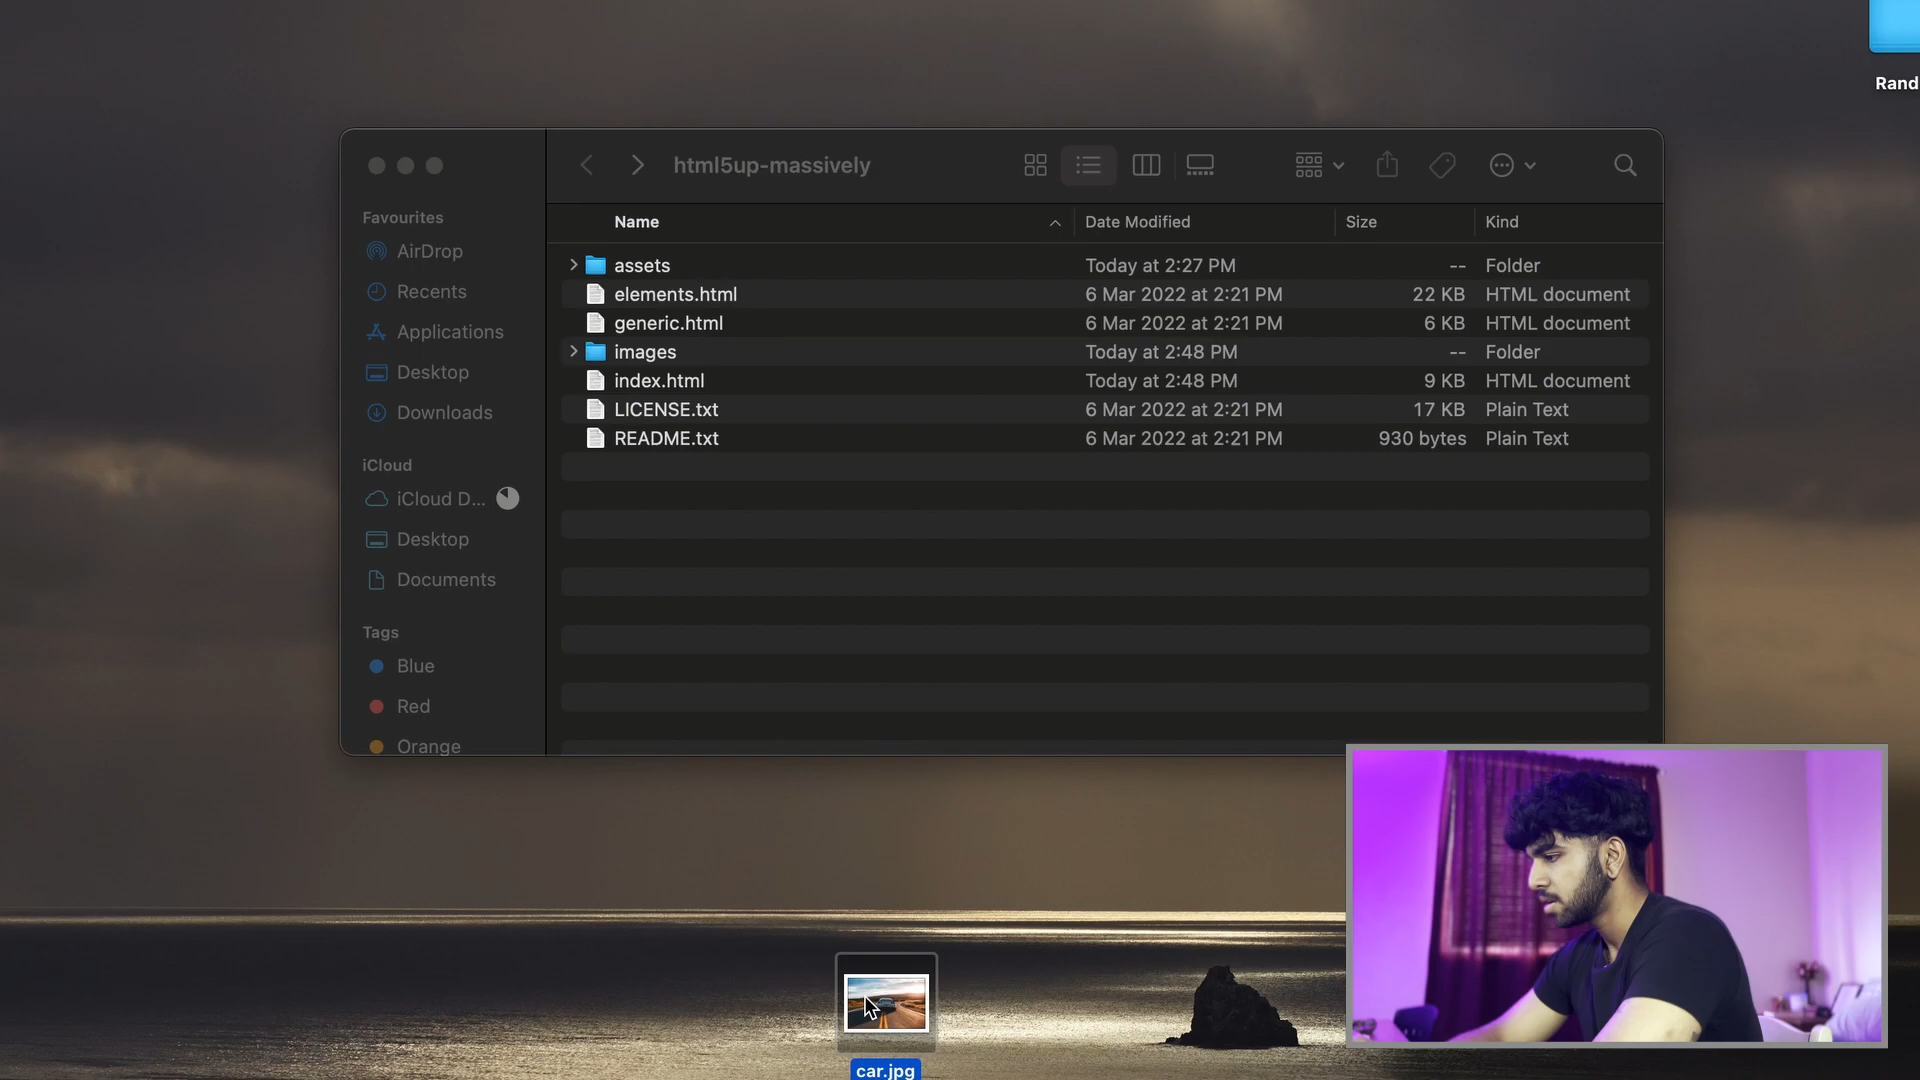 Rand
html5up-massively
Favourites
AirDrop
Recents
Applications
Desktop
Downloads
iCloud
iCloud D...
Desktop
Documents
Tags
Blue
Red
Orange
Name Date Modified Size Kind
assets Today at 2:27 PM -- Folder
elements.html 6 Mar 2022 at 2:21 PM 22 KB HTML document
generic.html 6 Mar 2022 at 2:21 PM 6 KB HTML document
images Today at 2:48 PM -- Folder
index.html Today at 2:48 PM 9 KB HTML document
LICENSE.txt 6 Mar 2022 at 2:21 PM 17 KB Plain Text
README.txt 6 Mar 2022 at 2:21 PM 930 bytes Plain Text
car.jpg